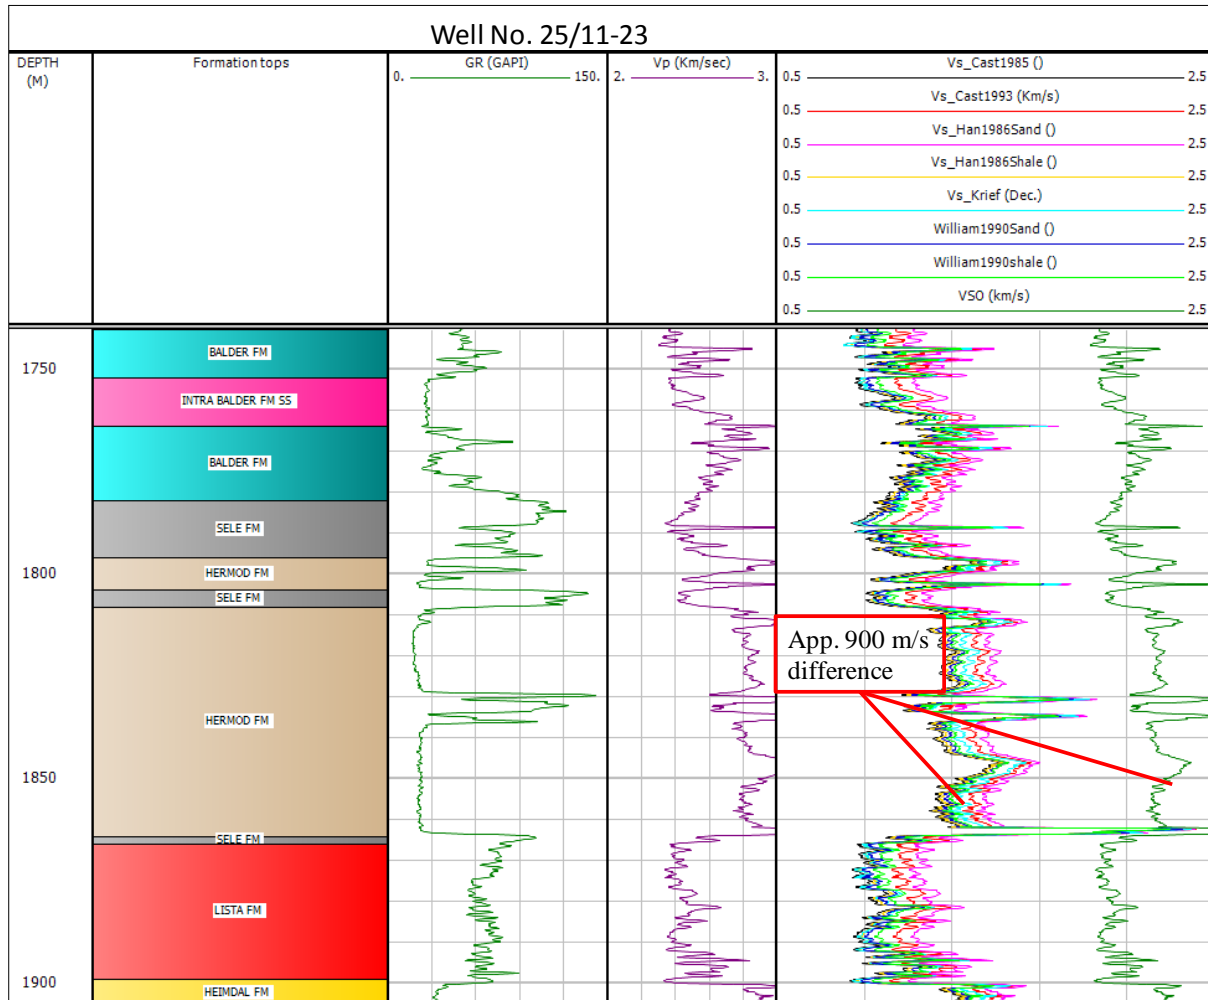 Well No. 25/11-23
DEPTH
(M)
Formation tops
GR (GAPI)
0. 150.
Vp (Km/sec)
2. 3.
Vs_Cast1985 ()
0.5 2.5
Vs_Cast1993 (Km/s)
0.5 2.5
Vs_Han1986Sand ()
0.5 2.5
Vs_Han1986Shale ()
0.5 2.5
Vs_Krief (Dec.)
0.5 2.5
William1990Sand ()
0.5 2.5
William1990shale ()
0.5 2.5
VSO (km/s)
0.5 2.5
BALDER FM
1750
INTRA BALDER FM SS
BALDER FM
SELE FM
1800
HERMOD FM
SELE FM
App. 900 m/s
difference
HERMOD FM
1850
SELE FM
LISTA FM
1900
HEIMDAL FM